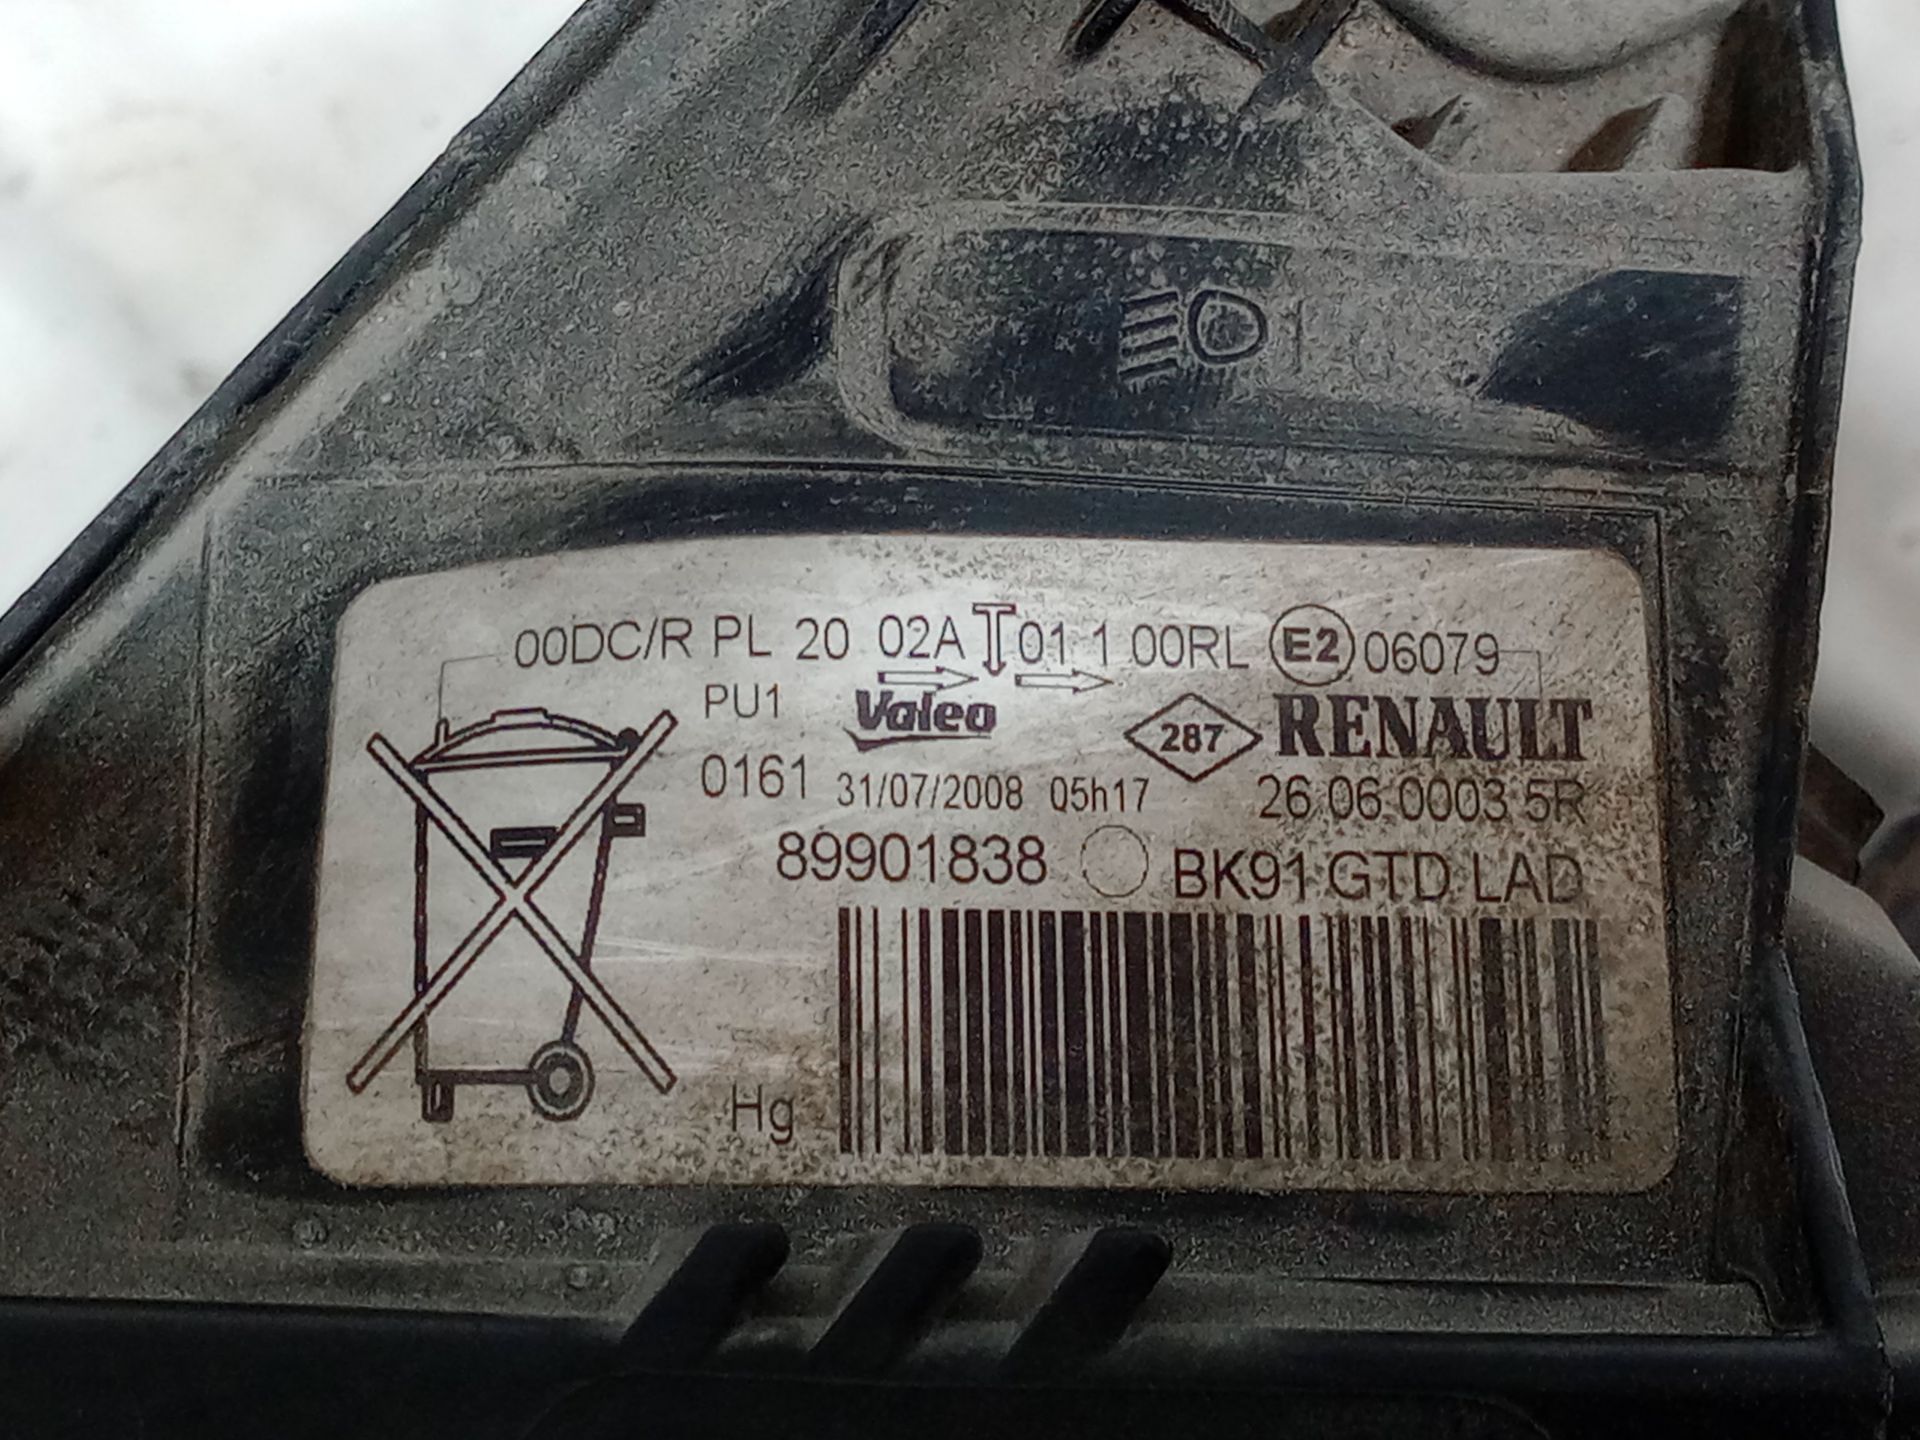 00DC/R PL 20 02A 01 1 00RL E2 06079
PU1 Valeo 287 RENAULT
0161 31/07/2008 05h17 26 06 0003 5R
89901838 BK91 GTD LAD
Hg